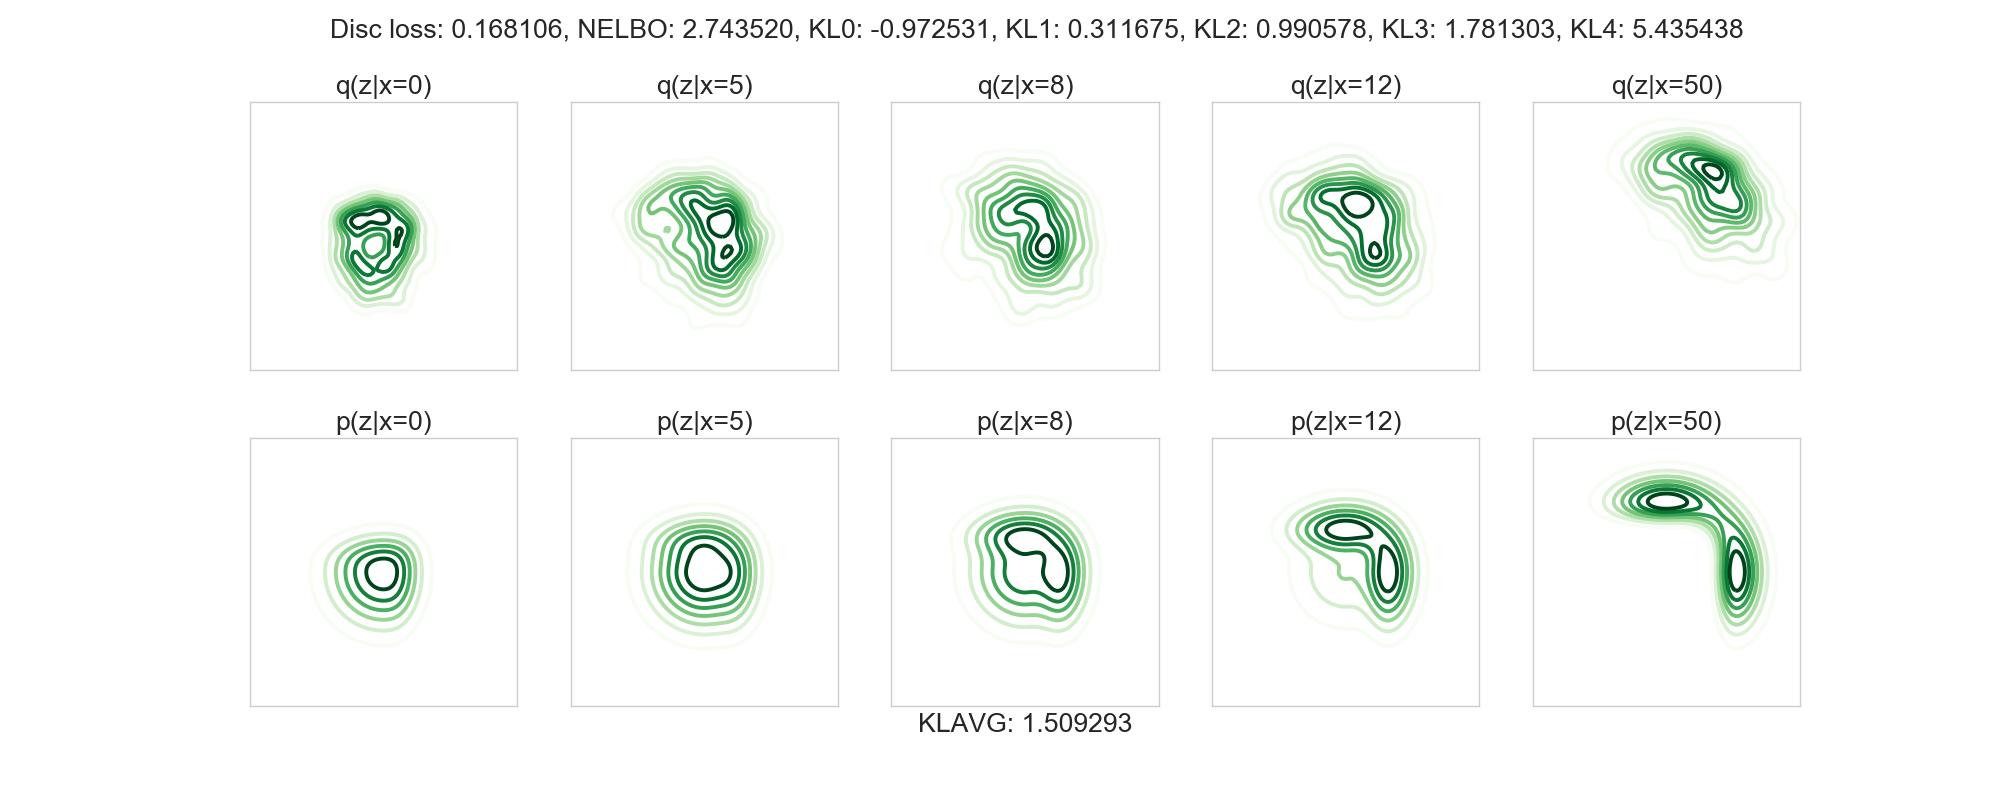 Disc loss: 0.168106, NELBO: 2.743520, KL0: -0.972531, KL1: 0.311675, KL2: 0.990578, KL3: 1.781303, KL4: 5.435438
q(z|x=0) q(z|x=5) q(z|x=8) q(z|x=12) q(z|x=50)
p(z|x=0) p(z|x=5) p(z|x=8) p(z|x=12) p(z|x=50)
KLAVG: 1.509293